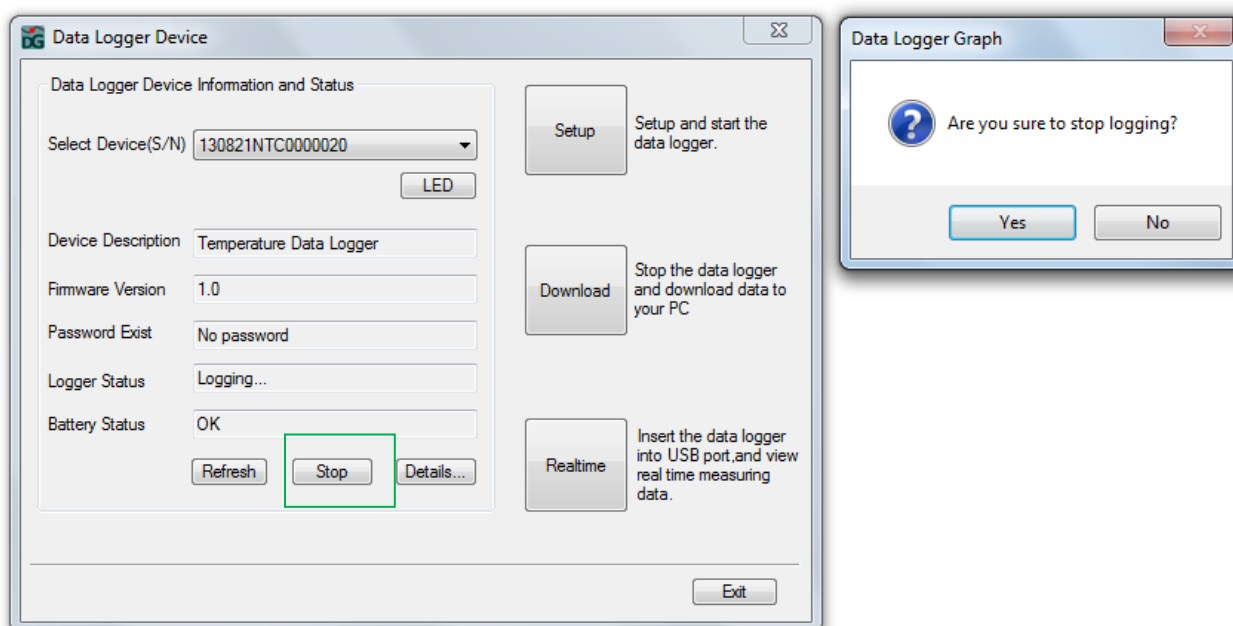 DG Data Logger Device
Data Logger Device Information and Status
Select Device(S/N) 130821NTC0000020
LED
Device Description Temperature Data Logger
Firmware Version 1.0
Password Exist No password
Logger Status Logging...
Battery Status OK
Refresh Stop Details...
Setup
Setup and start the
data logger.
Download
Stop the data logger
and download data to
your PC
Realtime
Insert the data logger
into USB port,and view
real time measuring
data.
Exit
Data Logger Graph
Are you sure to stop logging?
Yes No